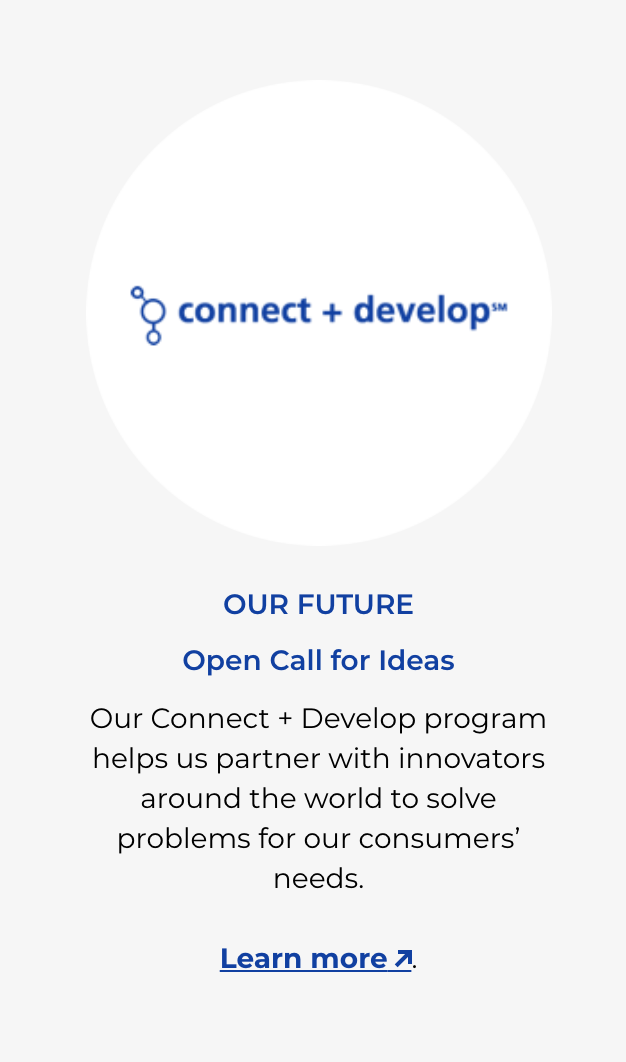 connect + develop℠
OUR FUTURE
Open Call for Ideas
Our Connect + Develop program
helps us partner with innovators
around the world to solve
problems for our consumers’
needs.
Learn more ↗.